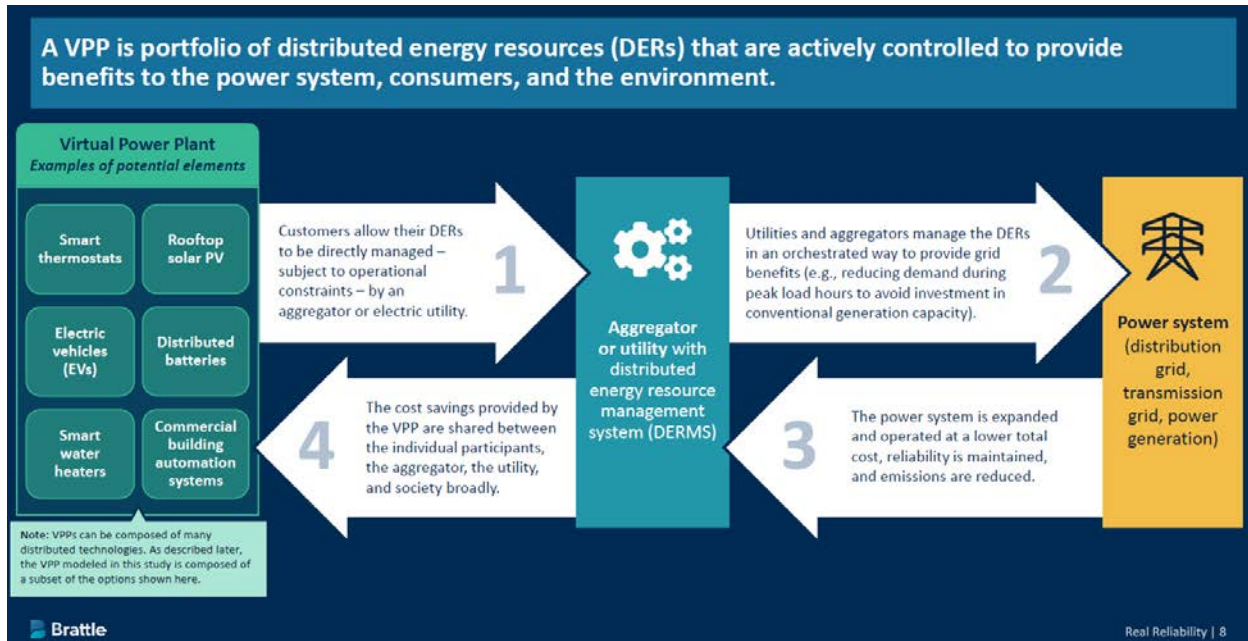 A VPP is portfolio of distributed energy resources (DERs) that are actively controlled to provide
benefits to the power system, consumers, and the environment.
Virtual Power Plant
Examples of potential elements
Smart
thermostats
Rooftop
solar PV
Electric
vehicles
(EVs)
Distributed
batteries
Smart
water
heaters
Commercial
building
automation
systems
Note: VPPs can be composed of many
distributed technologies. As described later,
the VPP modeled in this study is composed of
a subset of the options shown here.
Customers allow their DERs
to be directly managed –
subject to operational
constraints – by an
aggregator or electric utility.
1
Aggregator
or utility with
distributed
energy resource
management
system (DERMS)
Utilities and aggregators manage the DERs
in an orchestrated way to provide grid
benefits (e.g., reducing demand during
peak load hours to avoid investment in
conventional generation capacity).
2
Power system
(distribution
grid,
transmission
grid, power
generation)
3
The power system is expanded
and operated at a lower total
cost, reliability is maintained,
and emissions are reduced.
4
The cost savings provided by
the VPP are shared between
the individual participants,
the aggregator, the utility,
and society broadly.
Brattle
Real Reliability | 8